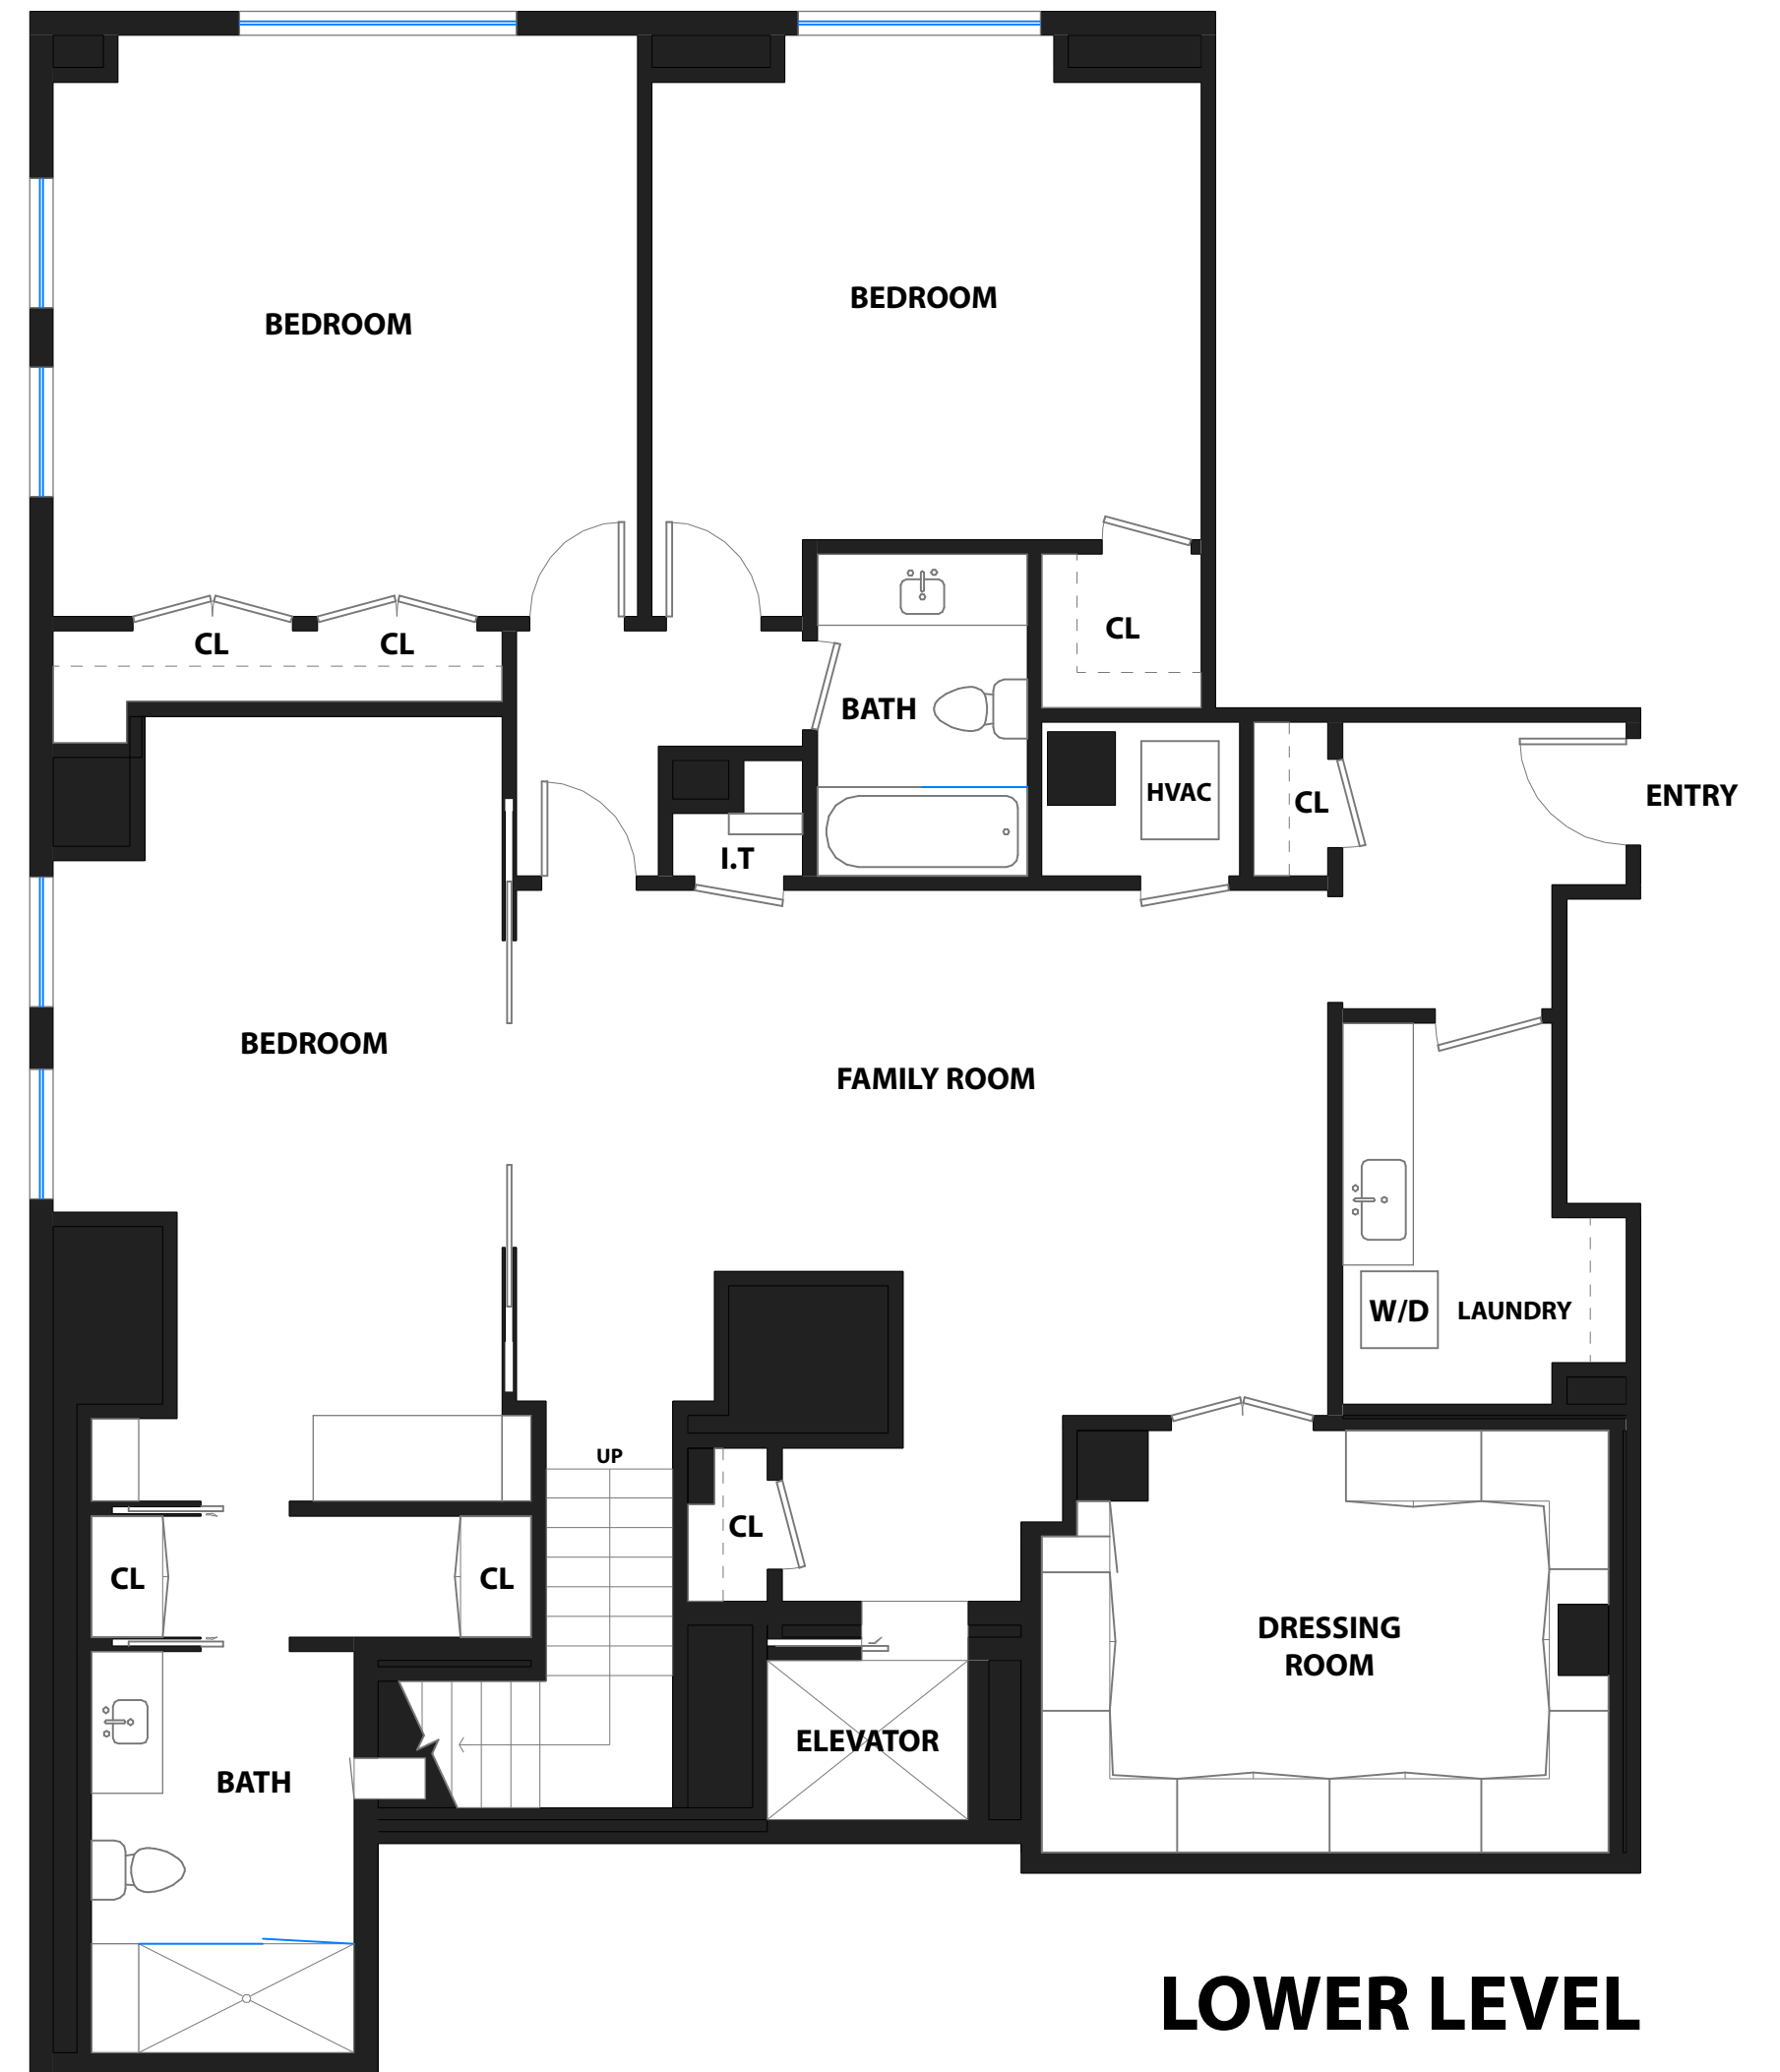 BEDROOM
BEDROOM
CL
CL
CL
BATH
HVAC
CL
ENTRY
I.T
BEDROOM
FAMILY ROOM
W/D
LAUNDRY
UP
CL
CL
CL
DRESSING
ROOM
ELEVATOR
BATH
LOWER LEVEL